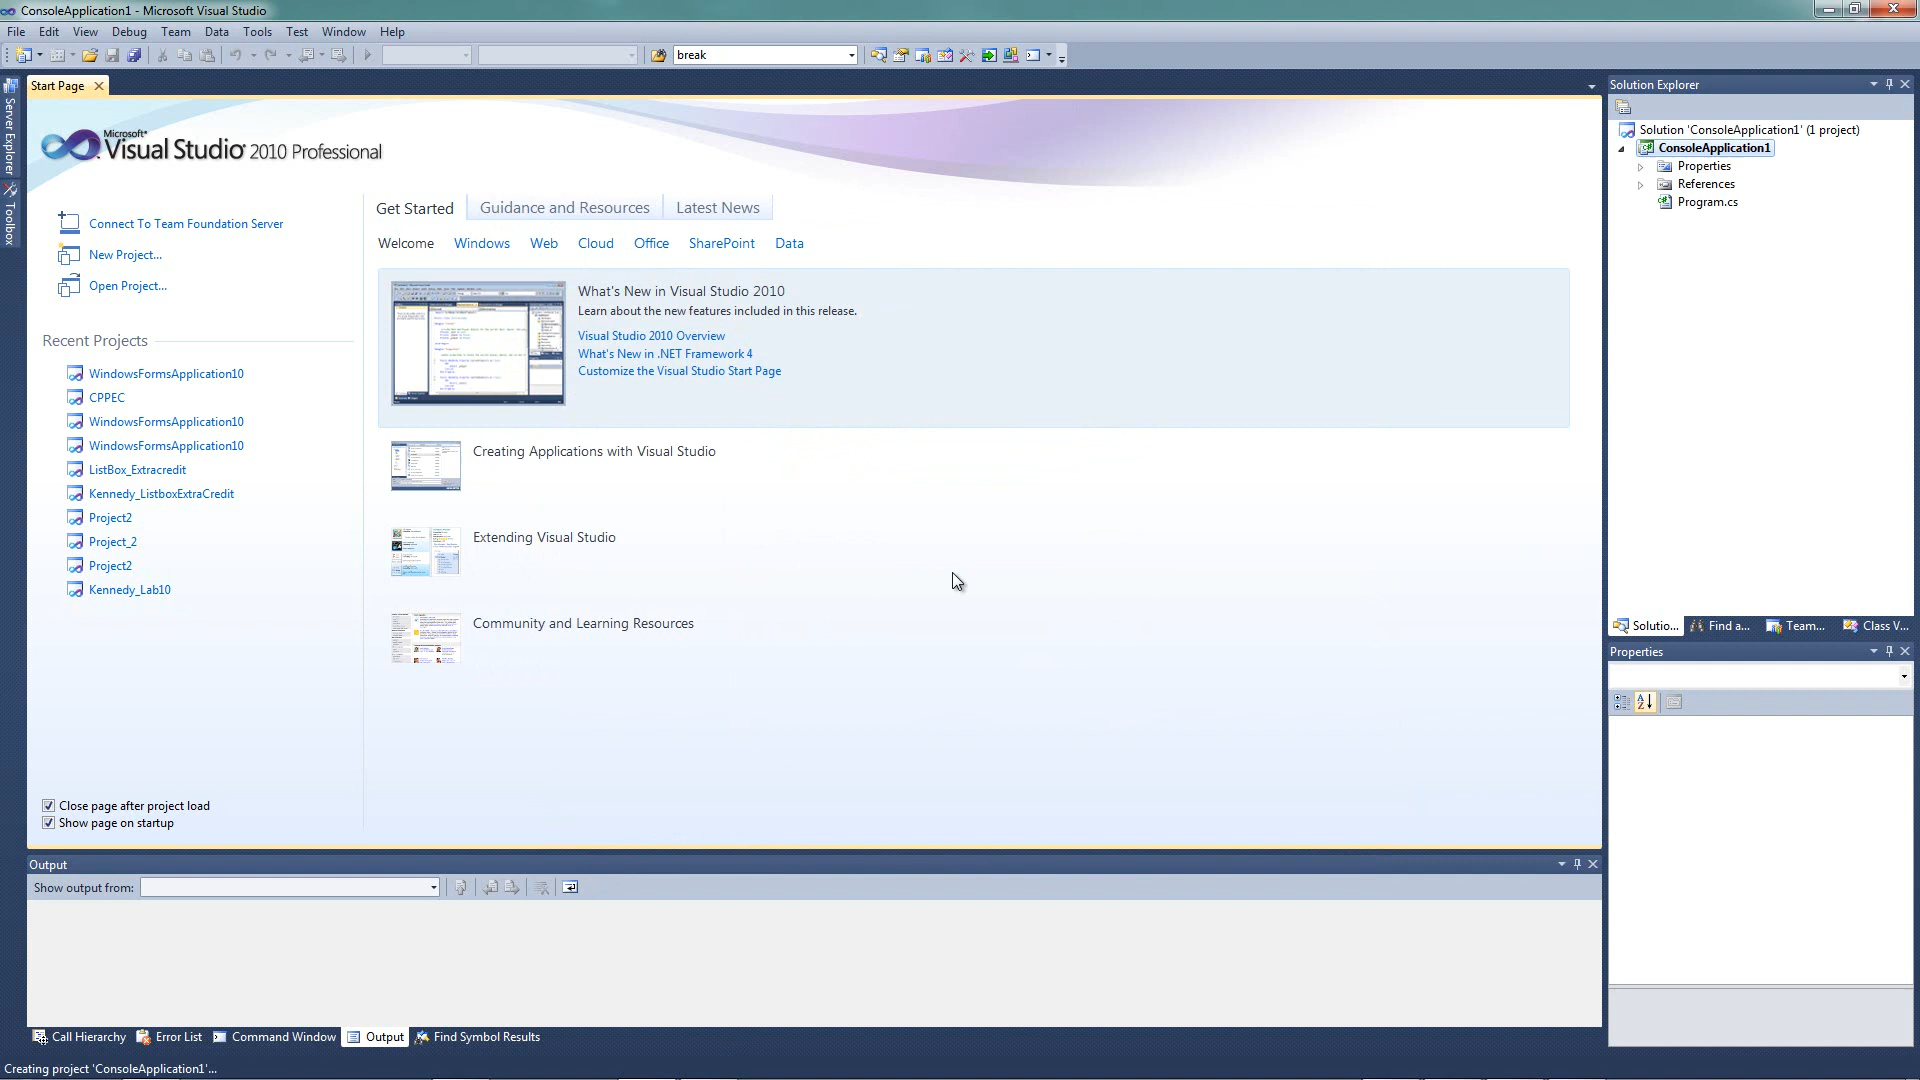 ConsoleApplication1 - Microsoft Visual Studio
File Edit View Debug Team Data Tools Test Window Help
break
Server Explorer
Toolbox
Start Page
Microsoft®
Visual Studio® 2010 Professional
Connect To Team Foundation Server
New Project...
Open Project...
Recent Projects
WindowsFormsApplication10
CPPEC
WindowsFormsApplication10
WindowsFormsApplication10
ListBox_Extracredit
Kennedy_ListboxExtraCredit
Project2
Project_2
Project2
Kennedy_Lab10
Close page after project load
Show page on startup
Get Started Guidance and Resources Latest News
Welcome Windows Web Cloud Office SharePoint Data
What's New in Visual Studio 2010
Learn about the new features included in this release.
Visual Studio 2010 Overview
What's New in .NET Framework 4
Customize the Visual Studio Start Page
Creating Applications with Visual Studio
Extending Visual Studio
Community and Learning Resources
Solution Explorer
Solution 'ConsoleApplication1' (1 project)
ConsoleApplication1
Properties
References
Program.cs
Solutio... Find a... Team... Class V...
Properties
Output
Show output from:
Call Hierarchy Error List Command Window Output Find Symbol Results
Creating project 'ConsoleApplication1'...